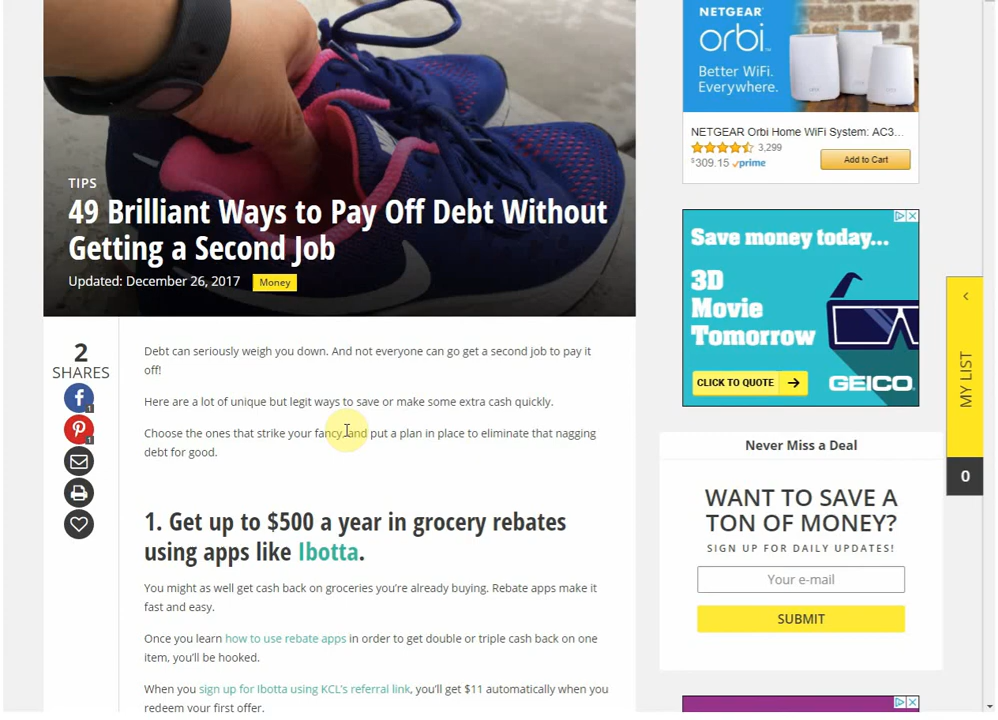 TIPS
49 Brilliant Ways to Pay Off Debt Without
Getting a Second Job
Updated: December 26, 2017 Money
2
SHARES
1
1
Debt can seriously weigh you down. And not everyone can go get a second job to pay it
off!
Here are a lot of unique but legit ways to save or make some extra cash quickly.
Choose the ones that strike your fancy, and put a plan in place to eliminate that nagging
debt for good.
1. Get up to $500 a year in grocery rebates
using apps like Ibotta.
You might as well get cash back on groceries you’re already buying. Rebate apps make it
fast and easy.
Once you learn how to use rebate apps in order to get double or triple cash back on one
item, you’ll be hooked.
When you sign up for Ibotta using KCL’s referral link, you’ll get $11 automatically when you
redeem your first offer.
NETGEAR
orbi
Better WiFi.
Everywhere.
NETGEAR Orbi Home WiFi System: AC3...
3,299
$309.15 prime
Add to Cart
Save money today...
3D
Movie
Tomorrow
CLICK TO QUOTE
GEICO
Never Miss a Deal
WANT TO SAVE A
TON OF MONEY?
SIGN UP FOR DAILY UPDATES!
Your e-mail
SUBMIT
MY LIST
0